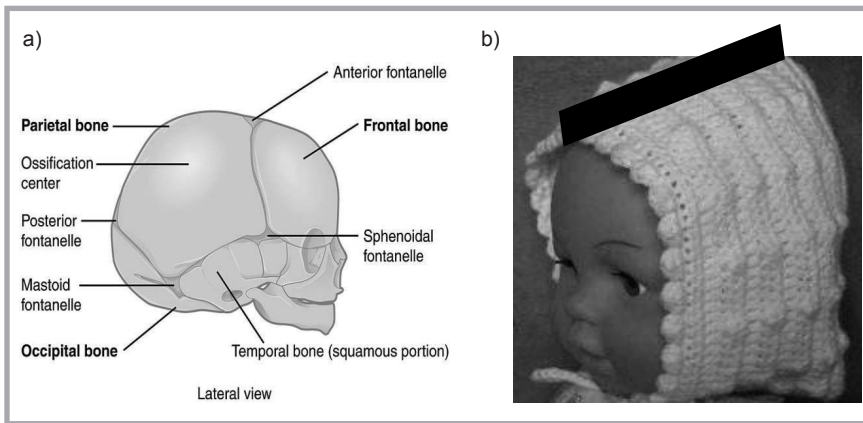 a)
b)
Anterior fontanelle
Parietal bone
Frontal bone
Ossification
center
Posterior
fontanelle
Sphenoidal
fontanelle
Mastoid
fontanelle
Occipital bone
Temporal bone (squamous portion)
Lateral view